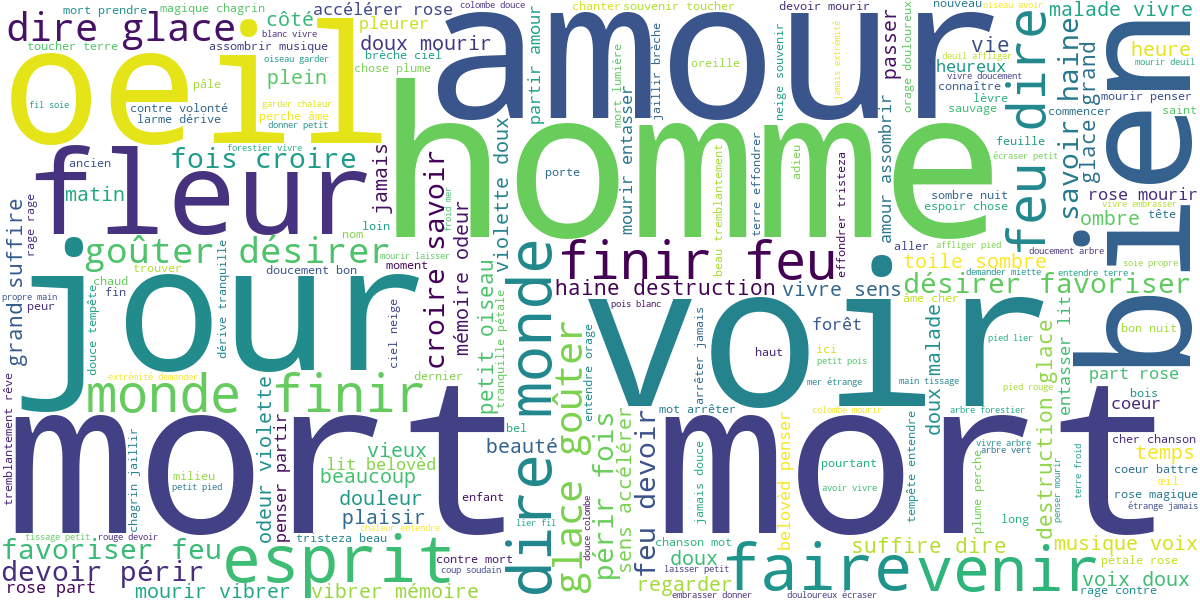 mort prendre
magique chagrin
accélérer rose
colombe douce
chanter
souvenir toucher
devoir mourir
nouveau
oiseau avoir
malade vivre
dire glace
côté
pleurer
amour
passer
vie
heure
toucher terre
blanc vivre
assombrir musique
doux mourir
partir amour
oreille
deuil affliger
mourir deuil
oeil
oiseau garder
brèche ciel
chose plume
mort lumière
jaillir brèche
neige souvenir
jamais extrémité
orage douloureux
heureux
vivre doucement
connaître
feu dire
savoir haine
glace grand
bien
pâle
plein
lèvre
sauvage
commencer
mourir penser
saint
fil soie
contre volonté
larme dérive
garder chaleur
perche âme
donner petit
homme
mourir entasser
feuille
forestier vivre
écraser petit
fleur
ancien
fois croire
jamais
violette doux
porte
beau tremblantement
terre effondrer
adieu
effondrer tristeza
amour assombrir
matin
sombre nuit
espoir chose
rose mourir
vivre embrasser
ombre
tête
grand suffire
rage rage
loin
nom
croire savoir
froid mer
mémoire odeur
aller
affliger pied
doucement arbre
goûter désirer
mourir laisser
finir feu
toile sombre
soie propre
trouver
doucement bon
moment
demander miette
entendre terre
jour
chaud
fin
propre main
peur
douce tempête
dérive tranquille
ciel neige
petit oiseau
tranquille pétale
dire monde
haine destruction
vivre sens
désirer favoriser
âme cher
pois blanc
voir
forêt
haut
ici
petit pois
mer étrange
arrêter jamais
entendre orage
main tissage
doux malade
pied lier
pied rouge
glace
entasser lit
bon nuit
part rose
extrémité demander
monde finir
dernier
tremblantement rêve
glace goûter
périr fois
sens accélérer
feu devoir
mot arrêter
colombe mourir
arbre forestier
bois
coeur
mort
mort
odeur violette
penser partir
chagrin jaillir
vieux
lit belovèd
beaucoup
douleur
plaisir
milieu
petit pied
enfant
bel
beauté
lier fil
douce colombe
jamais douce
belovèd penser
pourtant
avoir vivre
tempête entendre
vivre arbre
arbre vert
plume perche
destruction
penser mourir
terre froid
cher chanson
temps
coeur battre
œil
rose magique
étrange jamais
long
tissage petit
rouge devoir
tristeza beau
chaleur entendre
favoriser feu
esprit
contre mort
coup soudain
chanson mot
doux
laisser petit
suffire dire
musique voix
pétale rose
devoir périr
rose part
mourir vibrer
vibrer mémoire
regarder
embrasser donner
faire
douloureux écraser
venir
voix doux
rage contre